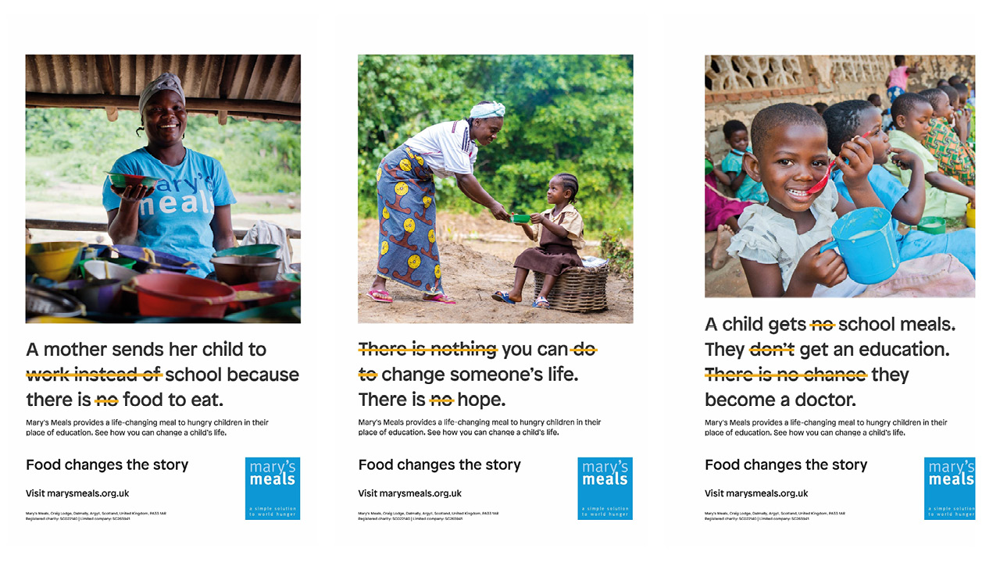 mary's
meals
A mother sends her child to
work instead of school because
there is no food to eat.
Mary's Meals provides a life-changing meal to hungry children in their
place of education. See how you can change a child's life.
Food changes the story
Visit marysmeals.org.uk
Mary's Meals, Craig Lodge, Dalmally, Argyll, Scotland, United Kingdom, PA33 1AR
Registered charity: SC022140 | Limited company: SC265941
mary's
meals
a simple solution
to world hunger
There is nothing you can do
to change someone's life.
There is no hope.
Mary's Meals provides a life-changing meal to hungry children in their
place of education. See how you can change a child's life.
Food changes the story
Visit marysmeals.org.uk
Mary's Meals, Craig Lodge, Dalmally, Argyll, Scotland, United Kingdom, PA33 1AR
Registered charity: SC022140 | Limited company: SC265941
mary's
meals
a simple solution
to world hunger
A child gets no school meals.
They don't get an education.
There is no chance they
become a doctor.
Mary's Meals provides a life-changing meal to hungry children in their
place of education. See how you can change a child's life.
Food changes the story
Visit marysmeals.org.uk
Mary's Meals, Craig Lodge, Dalmally, Argyll, Scotland, United Kingdom, PA33 1AR
Registered charity: SC022140 | Limited company: SC265941
mary's
meals
a simple solution
to world hunger